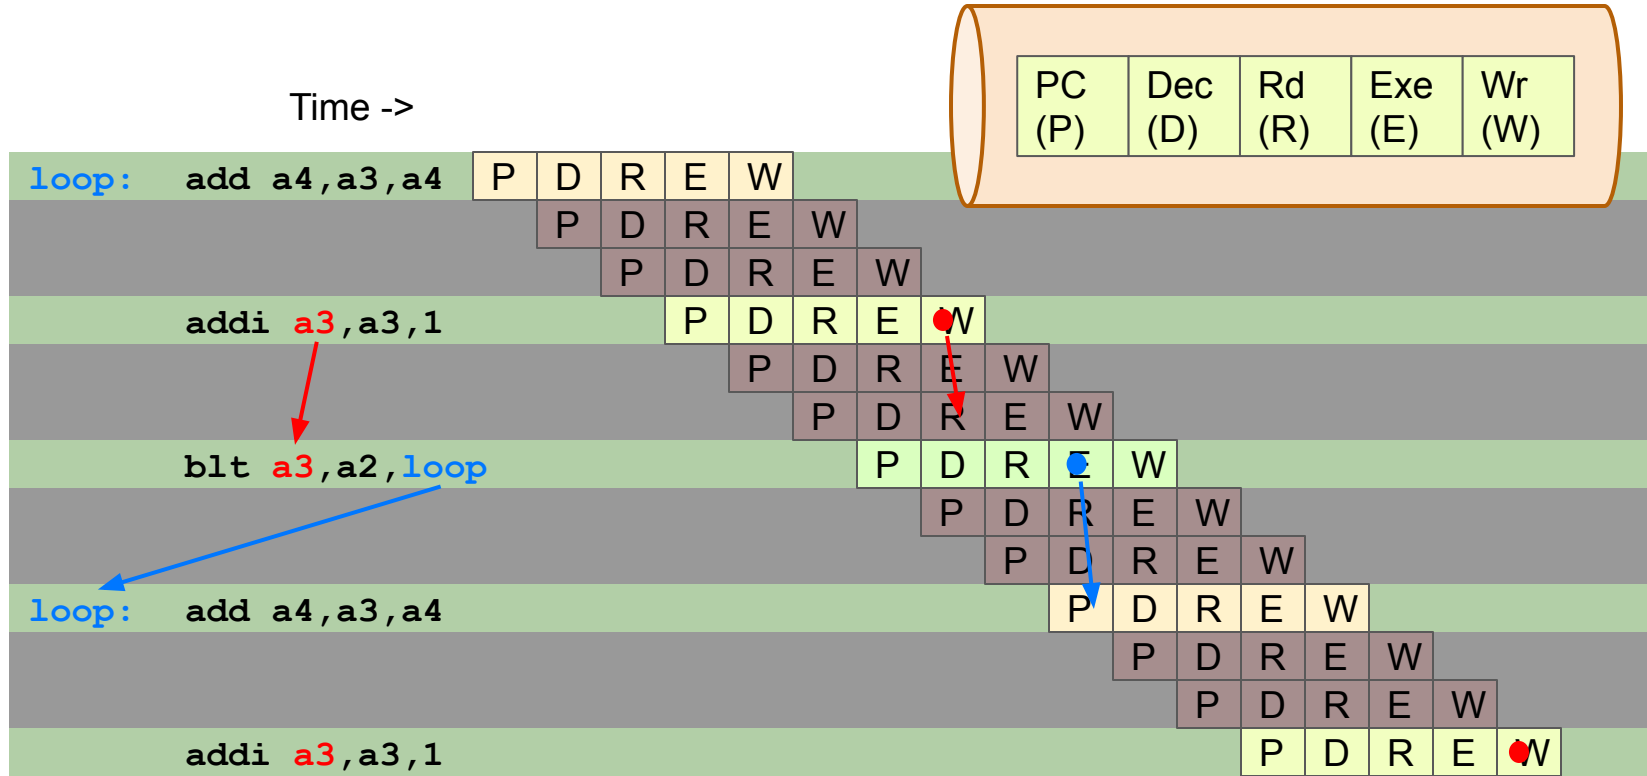 PC Dec Rd Exe Wr
(P) (D) (R) (E) (W)
Time ->
loop: add a4,a3,a4 P D R E W
P D R E W
P D R E W
addi a3,a3,1 P D R E W
P D R E W
P D R E W
blt a3,a2,loop P D R E W
P D R E W
P D R E W
loop: add a4,a3,a4 P D R E W
P D R E W
P D R E W
addi a3,a3,1 P D R E W